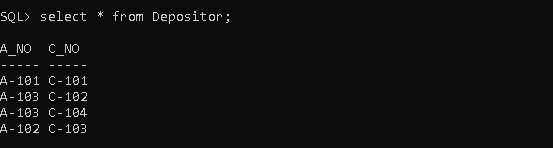 SQL> select * from Depositor;
A_NO  C_NO
----- -----
A-101 C-101
A-103 C-102
A-103 C-104
A-102 C-103